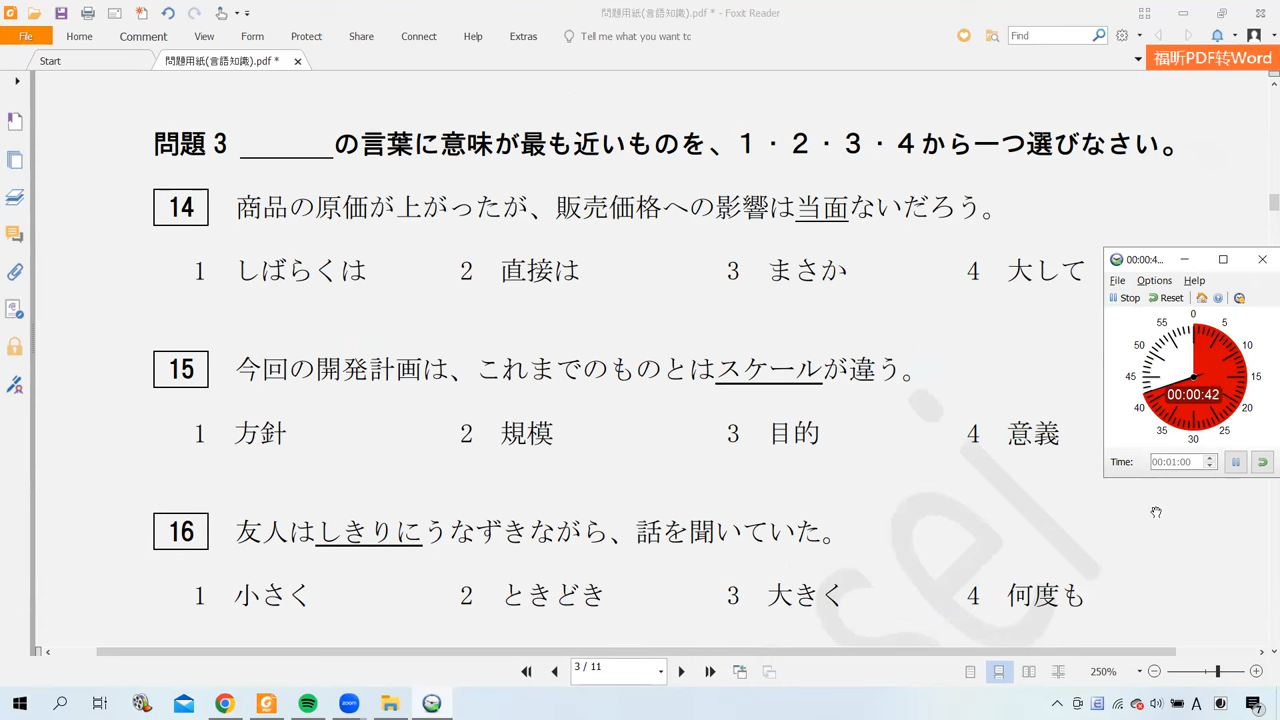 問題用紙(言語知識).pdf * - Foxit Reader
File Home Comment View Form Protect Share Connect Help Extras Tell me what you want to Find
Start 問題用紙(言語知識).pdf *
福昕PDF转Word
問題3 ______の言葉に意味が最も近いものを、1・2・3・4から一つ選びなさい。
14 商品の原価が上がったが、販売価格への影響は当面ないだろう。
1 しばらくは 2 直接は 3 まさか 4 大して
15 今回の開発計画は、これまでのものとはスケールが違う。
1 方針 2 規模 3 目的 4 意義
16 友人はしきりにうなずきながら、話を聞いていた。
1 小さく 2 ときどき 3 大きく 4 何度も
sei
00:00:4...
File Options Help
Stop Reset
0
55 5
50 10
45 15
00:00:42
40 20
35 25
30
Time: 00:01:00
3 / 11
250%
zoom
A
7